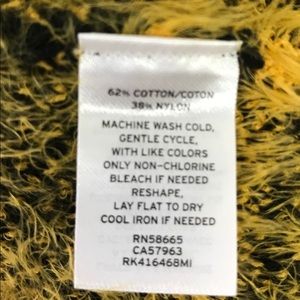 62% COTTON/COTON
38% NYLON
MACHINE WASH COLD,
GENTLE CYCLE,
WITH LIKE COLORS
ONLY NON-CHLORINE
BLEACH IF NEEDED
RESHAPE,
LAY FLAT TO DRY
COOL IRON IF NEEDED
RN58665
CA57963
RK416468MI